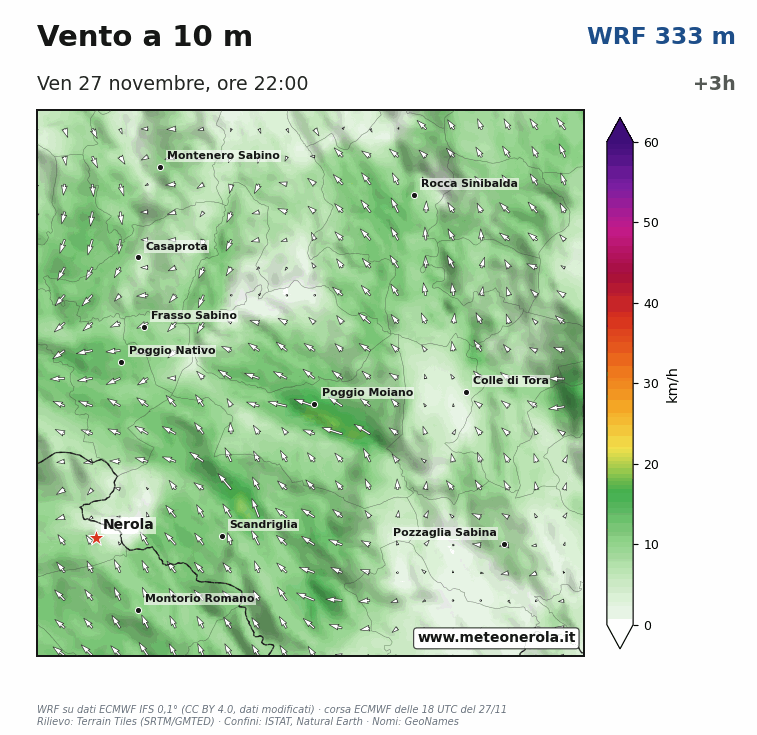 Vento a 10 m
WRF 333 m
Ven 27 novembre, ore 22:00
+3h
Montenero Sabino
Rocca Sinibalda
Casaprota
Frasso Sabino
Poggio Nativo
Colle di Tora
Poggio Moiano
Nerola
Scandriglia
Pozzaglia Sabina
Montorio Romano
www.meteonerola.it
60
50
40
30
20
10
0
km/h
WRF su dati ECMWF IFS 0,1° (CC BY 4.0, dati modificati) · corsa ECMWF delle 18 UTC del 27/11
Rilievo: Terrain Tiles (SRTM/GMTED) · Confini: ISTAT, Natural Earth · Nomi: GeoNames